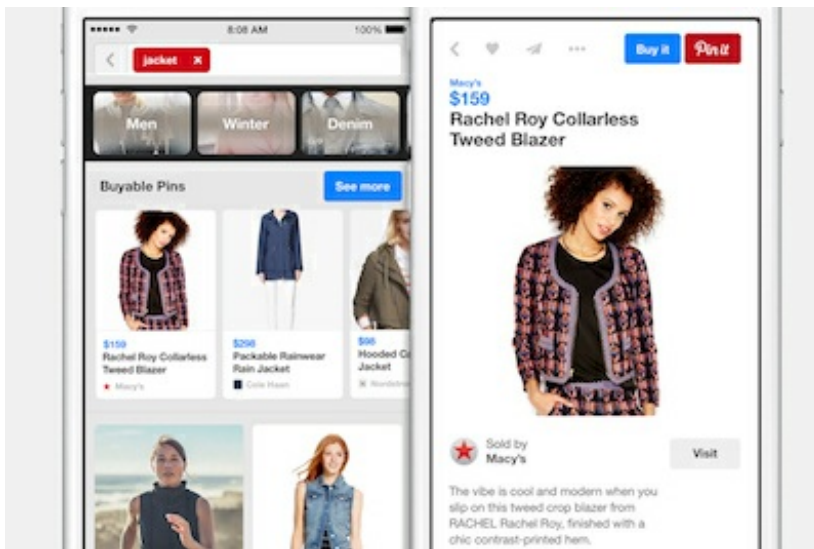 8:08 AM
100%
jacket x
Men
Winter
Denim
Buyable Pins
See more
$159
Rachel Roy Collarless
Tweed Blazer
Macy's
$298
Packable Rainwear
Rain Jacket
Cole Haan
$98
Hooded
Jacket
Buy it
Pin it
Macy's
$159
Rachel Roy Collarless
Tweed Blazer
Sold by
Macy's
Visit
The vibe is cool and modern when you
slip on this tweed crop blazer from
RACHEL Rachel Roy, finished with a
chic contrast-printed hem.